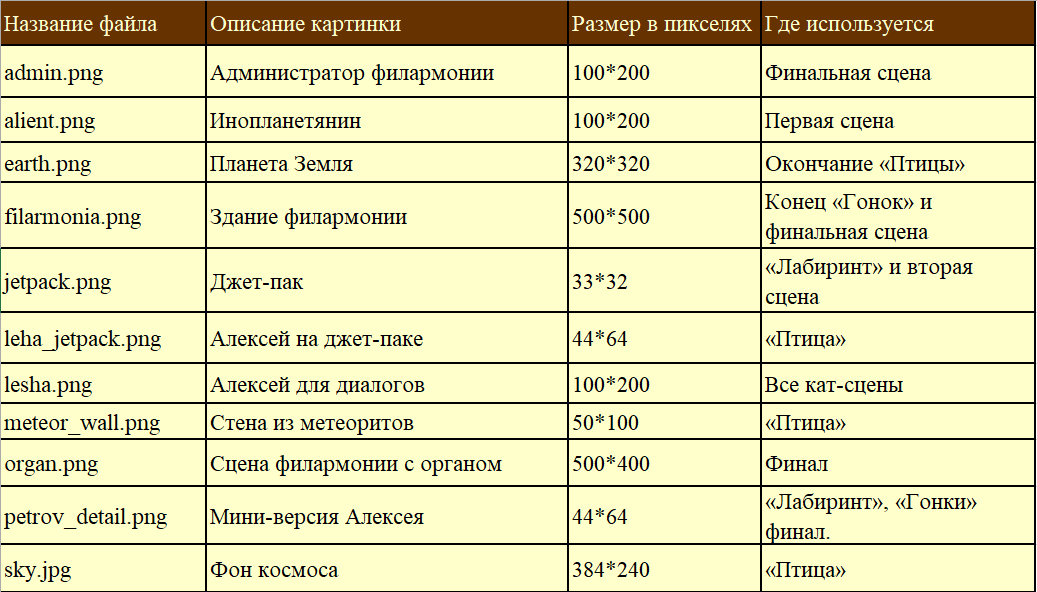 Название файла Описание картинки Размер в пикселях Где используется
admin.png Администратор филармонии 100*200 Финальная сцена
alient.png Инопланетянин 100*200 Первая сцена
earth.png Планета Земля 320*320 Окончание «Птицы»
filarmonia.png Здание филармонии 500*500 Конец «Гонок» и
финальная сцена
jetpack.png Джет-пак 33*32 «Лабиринт» и вторая
сцена
leha_jetpack.png Алексей на джет-паке 44*64 «Птица»
lesha.png Алексей для диалогов 100*200 Все кат-сцены
meteor_wall.png Стена из метеоритов 50*100 «Птица»
organ.png Сцена филармонии с органом 500*400 Финал
petrov_detail.png Мини-версия Алексея 44*64 «Лабиринт», «Гонки»
финал.
sky.jpg Фон космоса 384*240 «Птица»